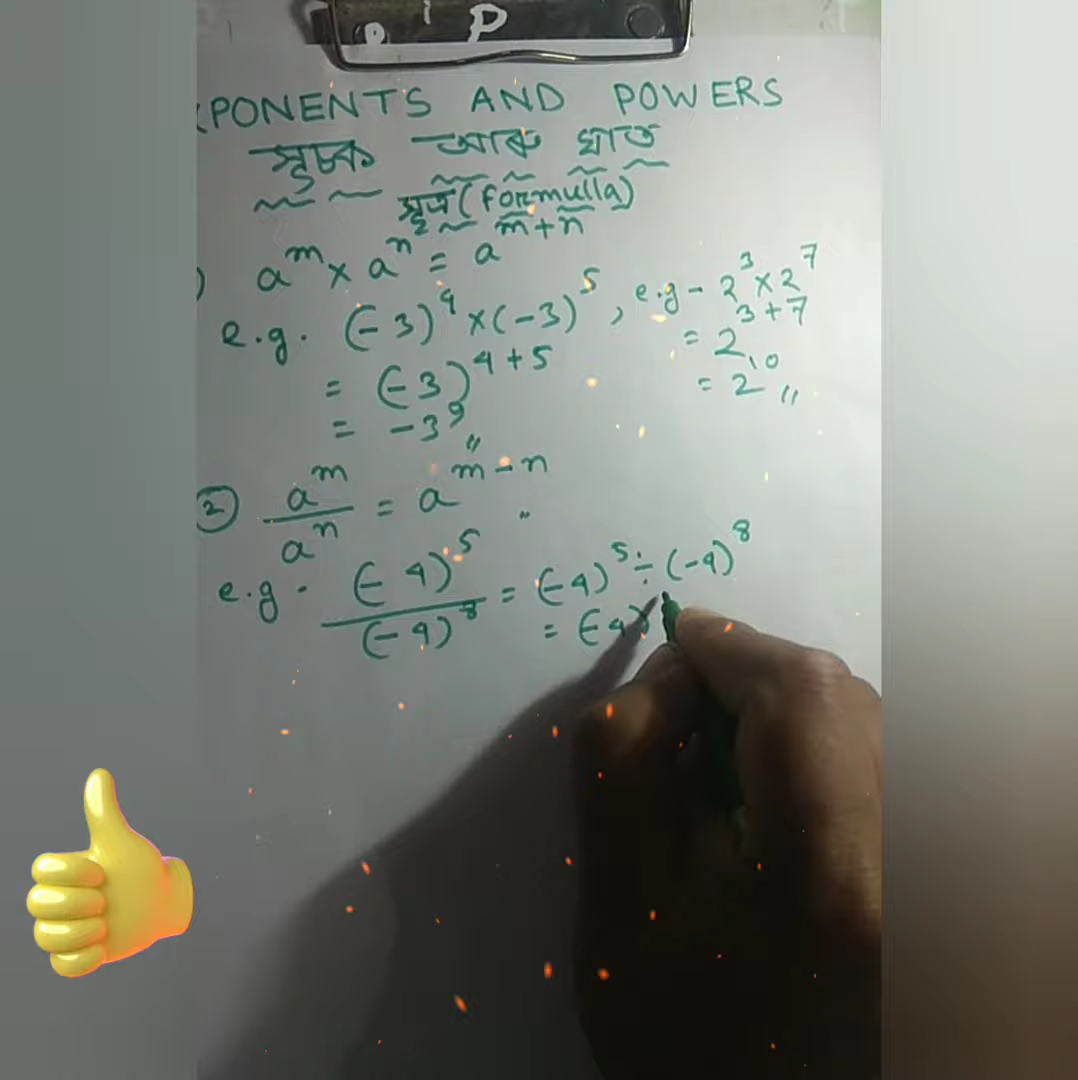 P
XPONENTS AND POWERS
সূচক আৰু ঘাত
সূত্ৰ (Formulla)
) a^m × a^n = a^m+n
e.g. (-3)^4 × (-3)^5 , e.g - 2^3 × 2^7
= (-3)^4+5 = 2^3+7
= -3^9 " = 2^10 "
② a^m / a^n = a^m-n "
e.g - (-4)^5 / (-4)^8 = (-4)^5 ÷ (-4)^8
= (-4)